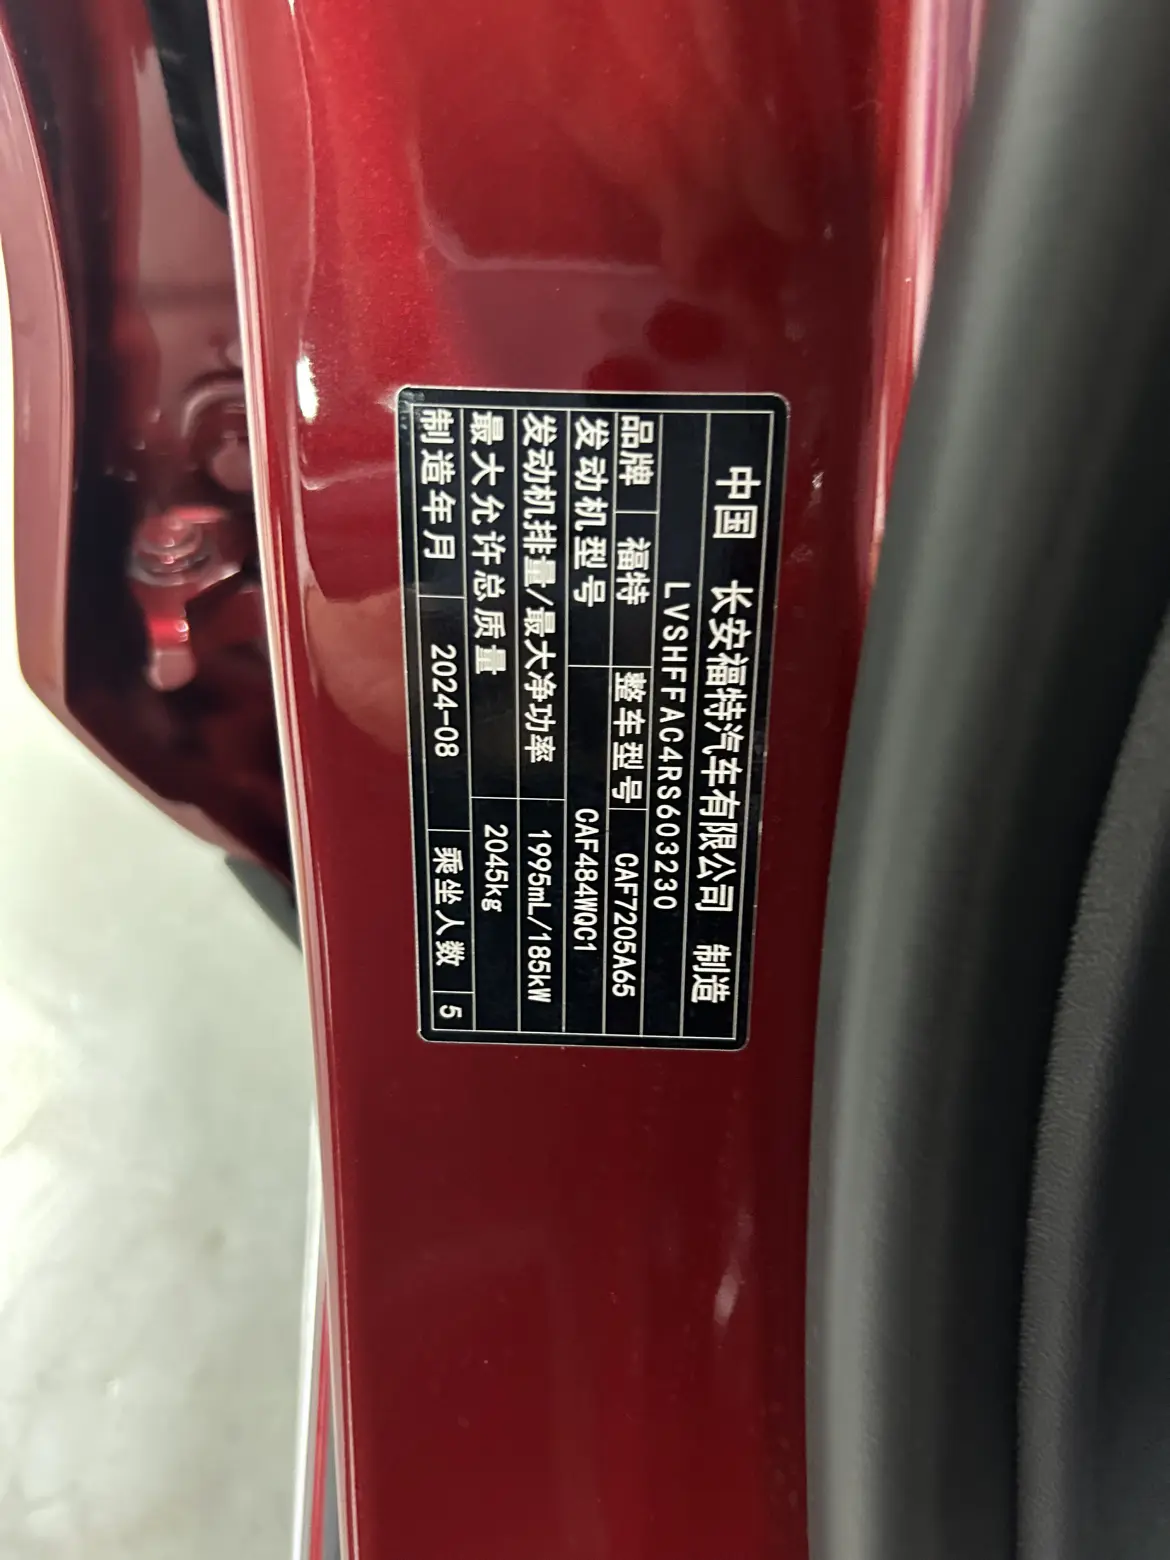 中国 长安福特汽车有限公司 制造
LVSHFFAC4RS603230
品牌 福特 整车型号 CAF7205A65
发动机型号 CAF484WQC1
发动机排量/最大净功率 1995mL/185kW
最大允许总质量 2045kg
制造年月 2024-08 乘坐人数 5